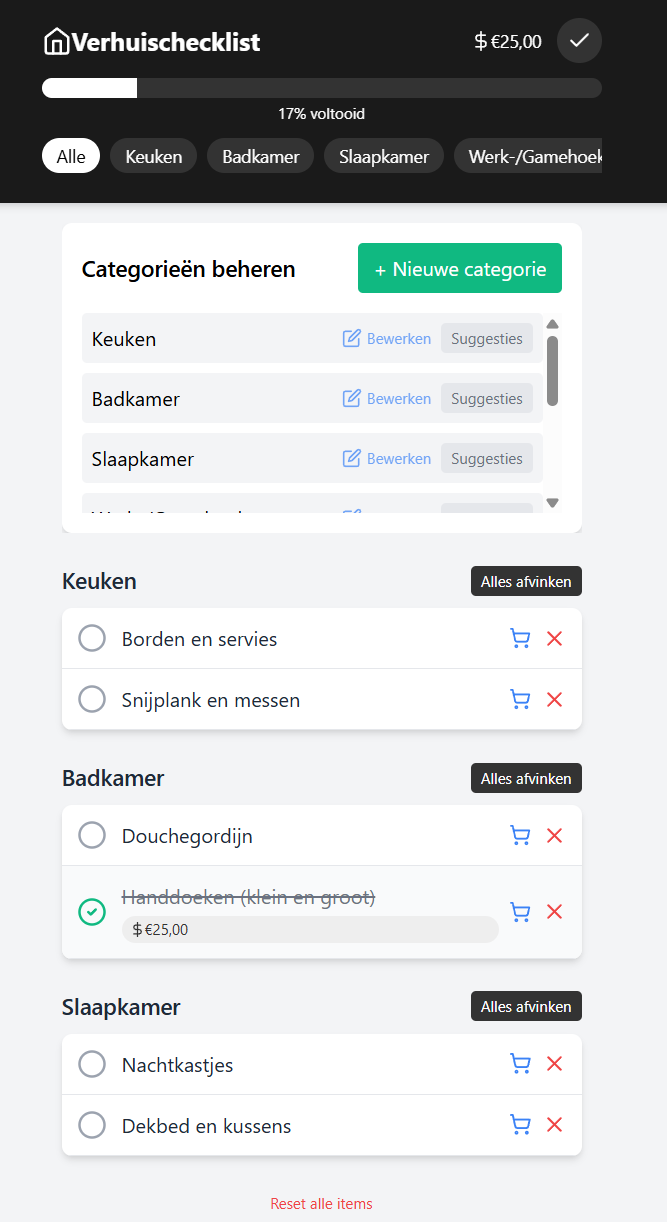 Verhuischecklist
$ €25,00
17% voltooid
Alle Keuken Badkamer Slaapkamer Werk-/Gamehoek
Categorieën beheren
+ Nieuwe categorie
Keuken Bewerken Suggesties
Badkamer Bewerken Suggesties
Slaapkamer Bewerken Suggesties
Keuken Alles afvinken
Borden en servies
Snijplank en messen
Badkamer Alles afvinken
Douchegordijn
Handdoeken (klein en groot)
$ €25,00
Slaapkamer Alles afvinken
Nachtkastjes
Dekbed en kussens
Reset alle items